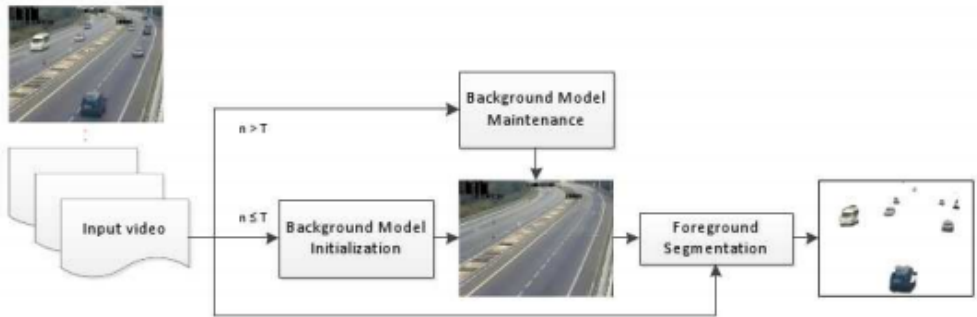 Background Model
Maintenance
n > T
n ≤ T
Input video
Background Model
Initialization
Foreground
Segmentation